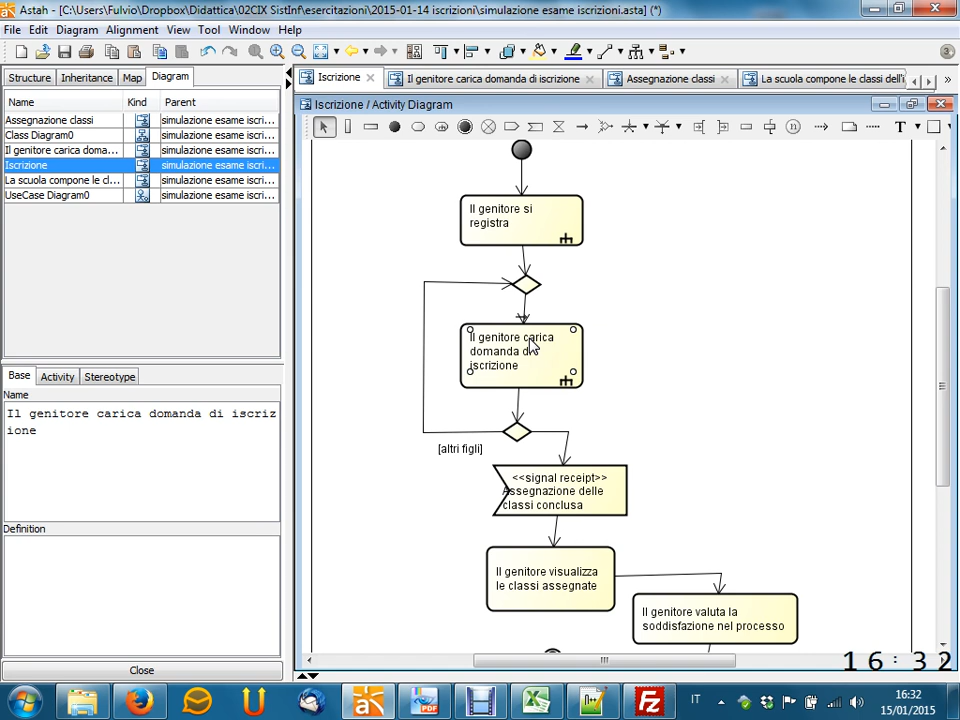 Astah - [C:\Users\Fulvio\Dropbox\Didattica\02CIX SistInf\esercitazioni\2015-01-14 iscrizioni\simulazione esame iscrizioni.asta] (*)
File Edit Diagram Alignment View Tool Window Help
3
Structure Inheritance Map Diagram
Name Kind Parent
Assegnazione classi simulazione esame iscri...
Class Diagram0 simulazione esame iscri...
Il genitore carica doma... simulazione esame iscri...
Iscrizione simulazione esame iscri...
La scuola compone le cl... simulazione esame iscri...
UseCase Diagram0 simulazione esame iscri...
Base Activity Stereotype
Name
Il genitore carica domanda di iscriz
ione
Definition
Close
Iscrizione Il genitore carica domanda di iscrizione Assegnazione classi La scuola compone le classi dell'i
Iscrizione / Activity Diagram
T
Il genitore si
registra
Il genitore carica
domanda di
iscrizione
[altri figli]
<<signal receipt>>
Assegnazione delle
classi conclusa
Il genitore visualizza
le classi assegnate
Il genitore valuta la
soddisfazione nel processo
16:32
IT
16:32
15/01/2015